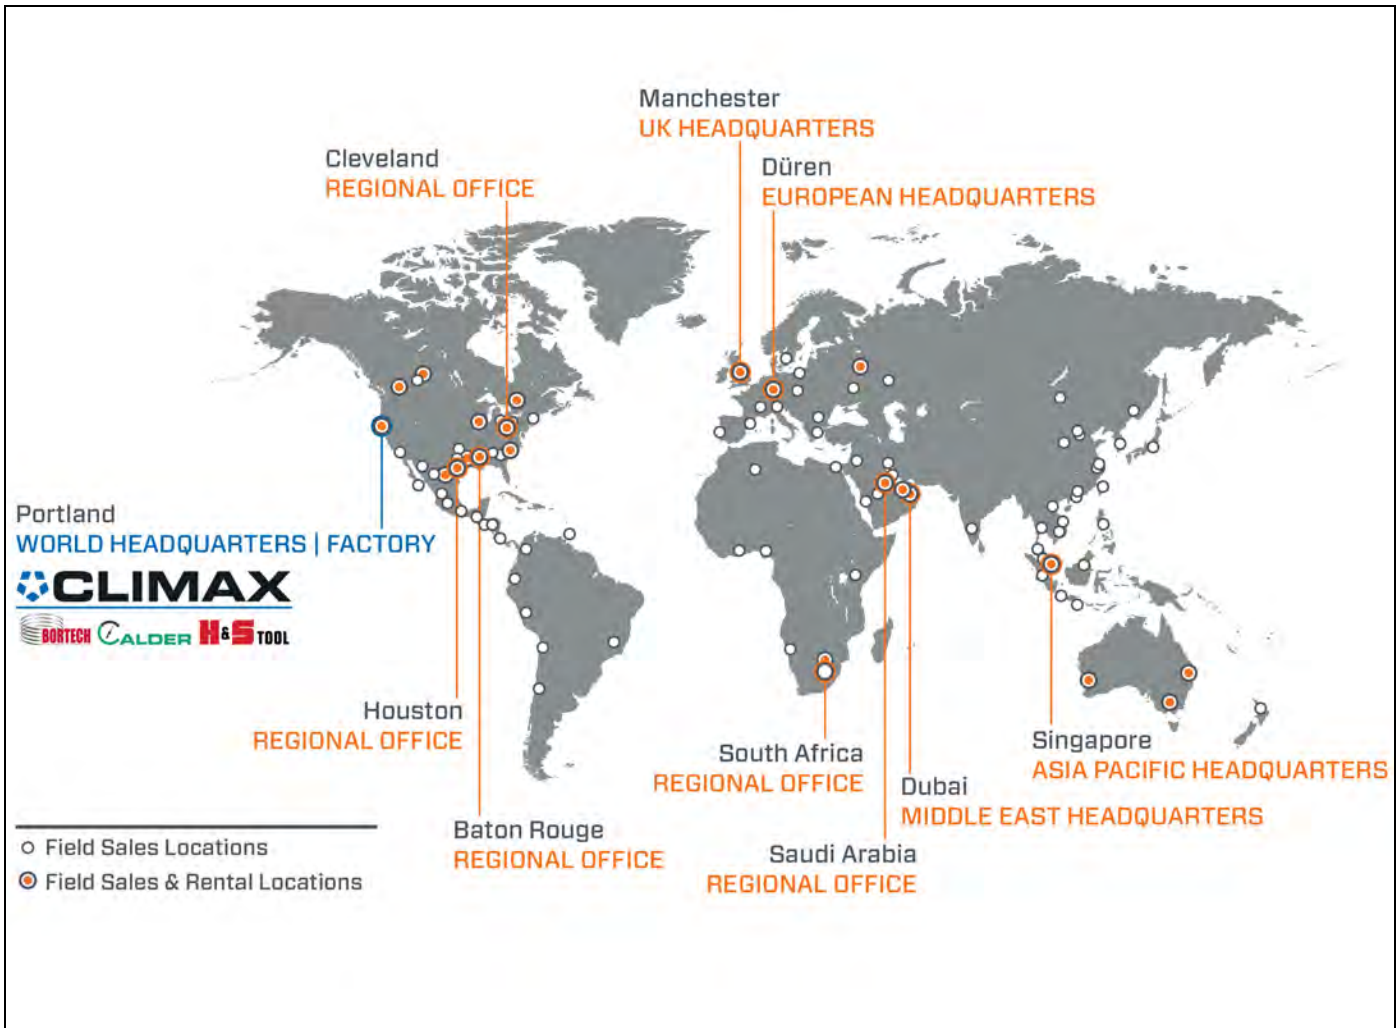 Manchester
UK HEADQUARTERS
Cleveland
REGIONAL OFFICE
Düren
EUROPEAN HEADQUARTERS
Portland
WORLD HEADQUARTERS | FACTORY
CLIMAX
BORTECH CALDER H&S TOOL
Houston
REGIONAL OFFICE
South Africa
REGIONAL OFFICE
Singapore
ASIA PACIFIC HEADQUARTERS
Dubai
MIDDLE EAST HEADQUARTERS
Baton Rouge
REGIONAL OFFICE
Saudi Arabia
REGIONAL OFFICE
Field Sales Locations
Field Sales & Rental Locations